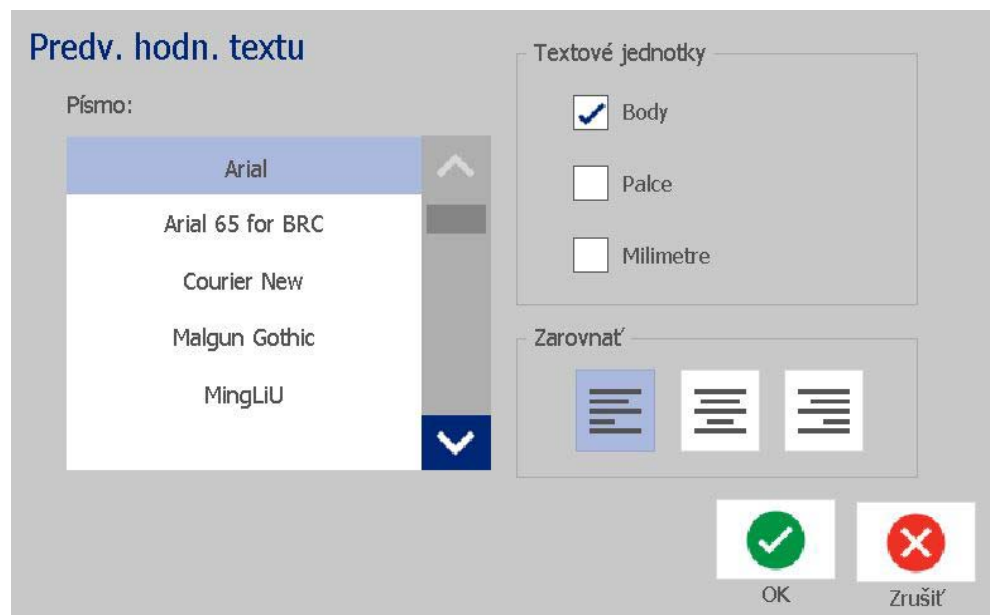 Predv. hodn. textu
Písmo:
Arial
Arial 65 for BRC
Courier New
Malgun Gothic
MingLiU
Textové jednotky
Body
Palce
Milimetre
Zarovnať
OK
Zrušiť